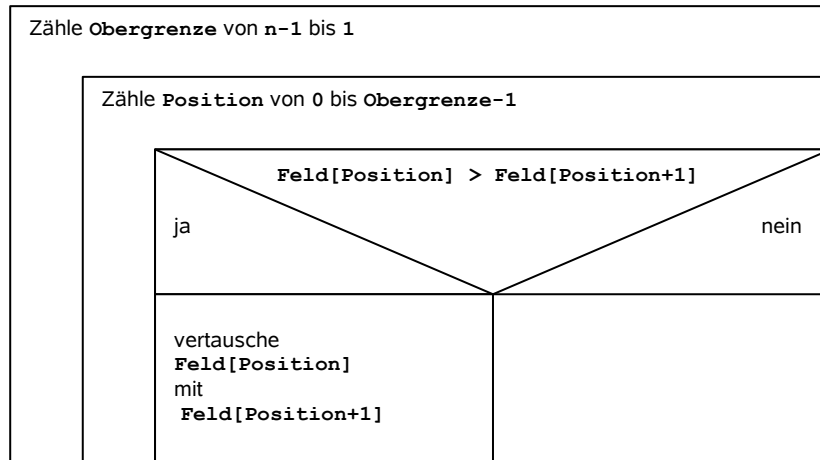 Zähle Obergrenze von n-1 bis 1
Zähle Position von 0 bis Obergrenze-1
Feld[Position] > Feld[Position+1]
ja
nein
vertausche
Feld[Position]
mit
Feld[Position+1]